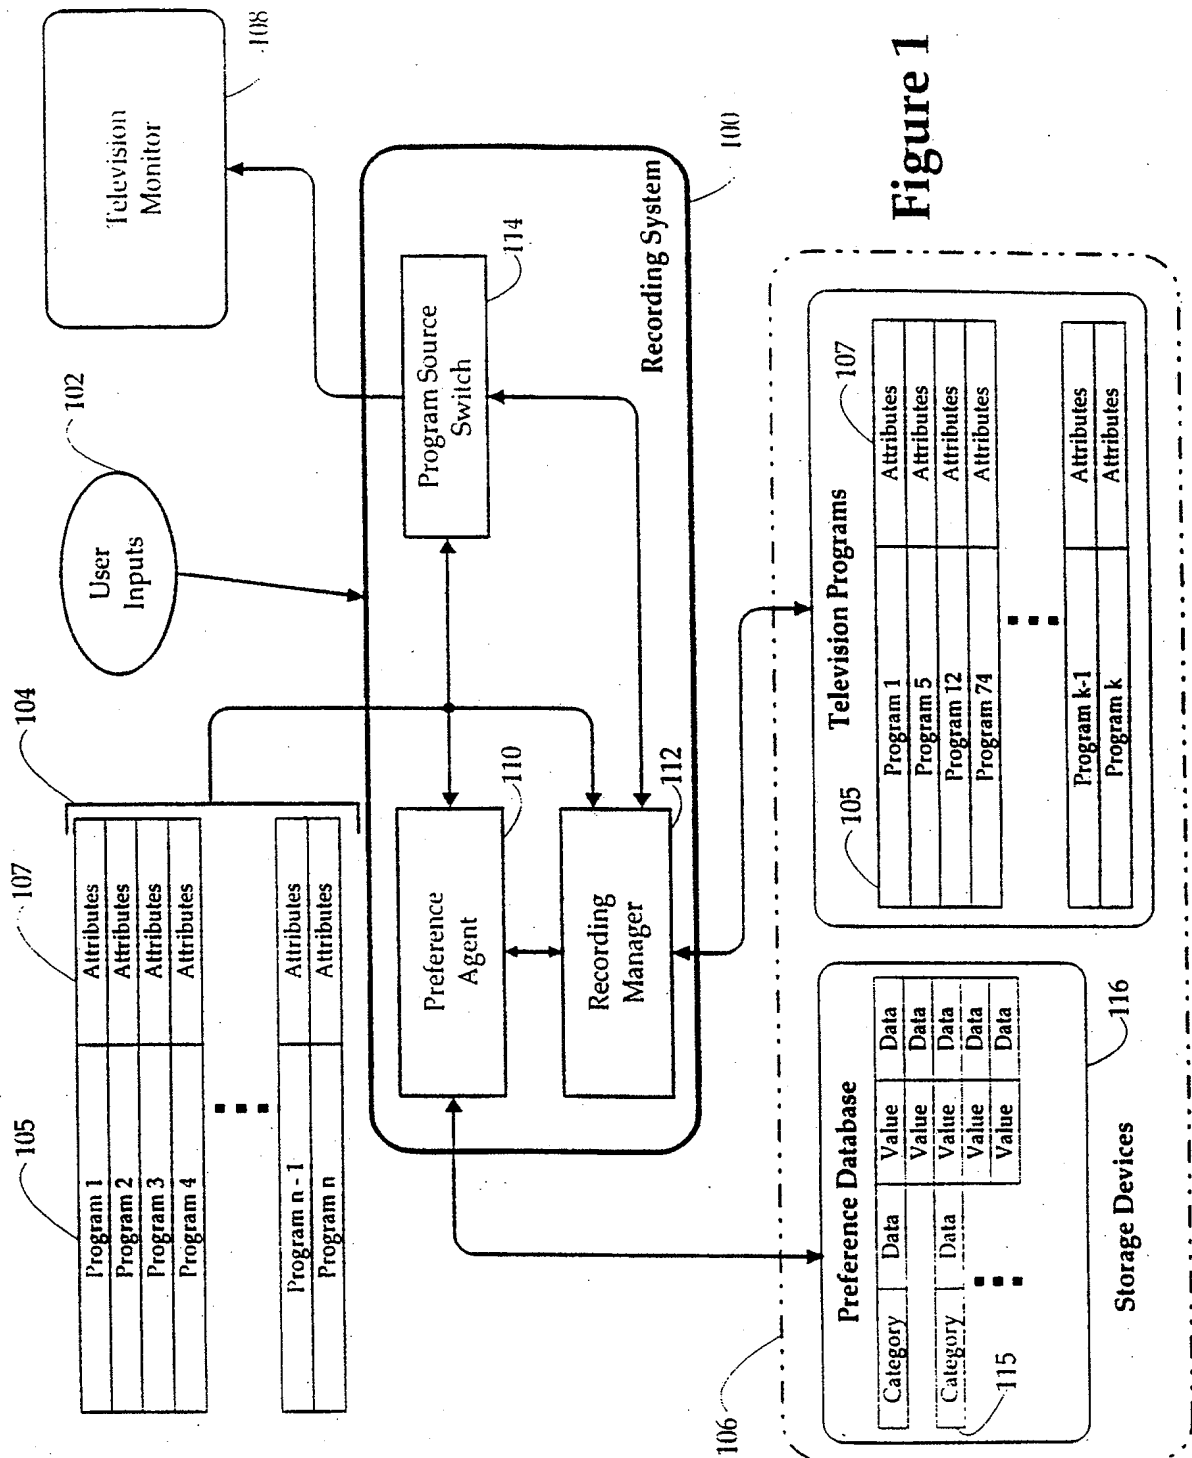 104
105
107
Program 1 Attributes
Program 2 Attributes
Program 3 Attributes
Program 4 Attributes
Program n - 1 Attributes
Program n Attributes
102
User
Inputs
108
Television
Monitor
110
Preference
Agent
112
Recording
Manager
114
Program Source
Switch
Recording System
100
106
Preference Database
Category Data Value Data
Value Data
Category Data Value Data
Value Data
Value Data
115
116
Storage Devices
Television Programs
105
107
Program 1 Attributes
Program 5 Attributes
Program 12 Attributes
Program 74 Attributes
Program k-1 Attributes
Program k Attributes
Figure 1